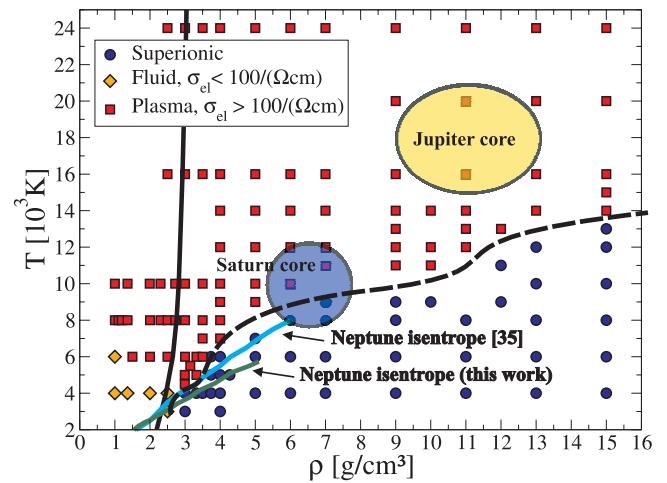 24
22
20
18
16
14
12
10
8
6
4
2
T [10³K]
Superionic
Fluid, σel < 100/(Ωcm)
Plasma, σel > 100/(Ωcm)
Jupiter core
Saturn core
Neptune isentrope [35]
Neptune isentrope (this work)
0 1 2 3 4 5 6 7 8 9 10 11 12 13 14 15 16
ρ [g/cm³]